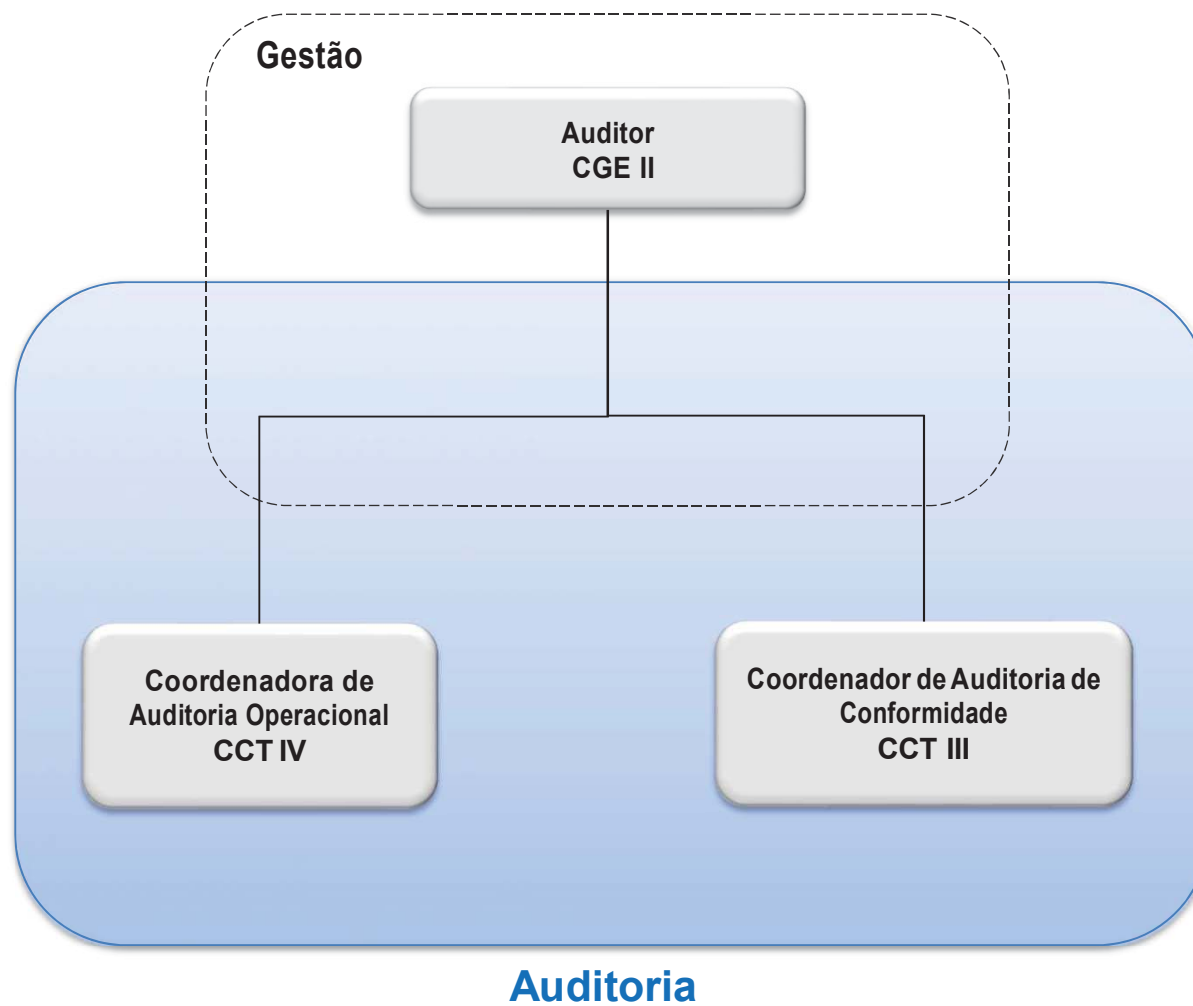 Gestão
Auditor
CGE II
Coordenadora de
Auditoria Operacional
CCT IV
Coordenador de Auditoria de
Conformidade
CCT III
Auditoria